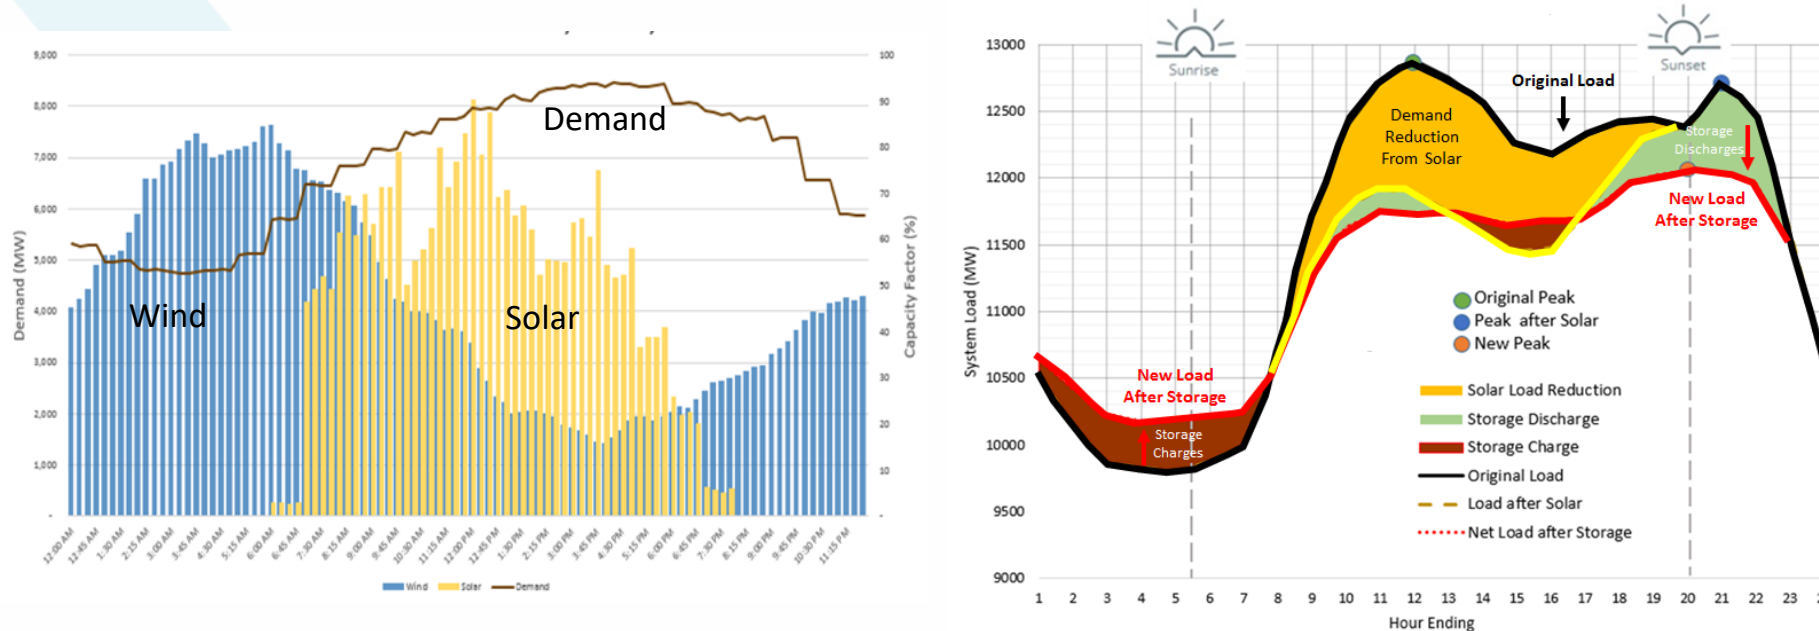 9,000
8,000
7,000
6,000
5,000
4,000
3,000
2,000
1,000
-
Demand (MW)
100
90
80
70
60
50
40
30
20
10
-
Capacity Factor (%)
Demand
Wind
Solar
12:00 AM
12:45 AM
1:30 AM
2:15 AM
3:00 AM
3:45 AM
4:30 AM
5:15 AM
6:00 AM
6:45 AM
7:30 AM
8:15 AM
9:00 AM
9:45 AM
10:30 AM
11:15 AM
12:00 PM
12:45 PM
1:30 PM
2:15 PM
3:00 PM
3:45 PM
4:30 PM
5:15 PM
6:00 PM
6:45 PM
7:30 PM
8:15 PM
9:00 PM
9:45 PM
10:30 PM
11:15 PM
Wind Solar Demand
Sunrise
Sunset
13000
12500
12000
11500
11000
10500
10000
9500
9000
System Load (MW)
Original Load
Demand
Reduction
From Solar
Storage
Discharges
New Load
After Storage
New Load
After Storage
Storage
Charges
Original Peak
Peak after Solar
New Peak
Solar Load Reduction
Storage Discharge
Storage Charge
Original Load
Load after Solar
Net Load after Storage
1 2 3 4 5 6 7 8 9 10 11 12 13 14 15 16 17 18 19 20 21 22 23
Hour Ending